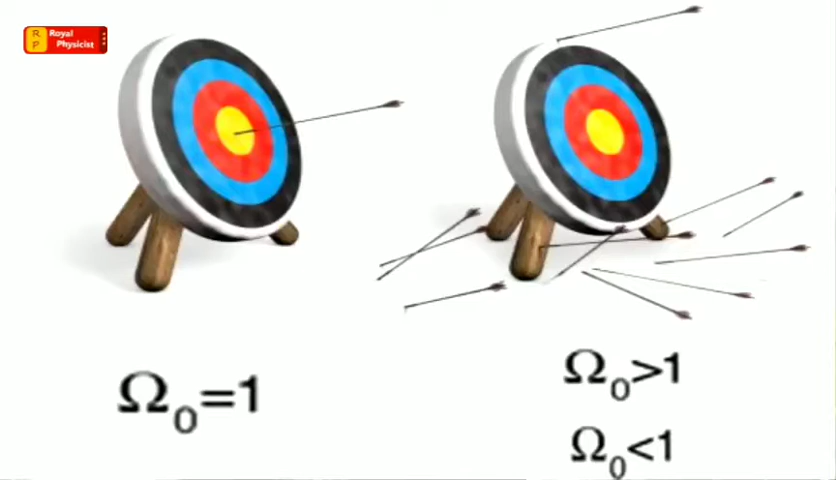 R
P
Royal
Physicist
Ω₀=1
Ω₀>1
Ω₀<1